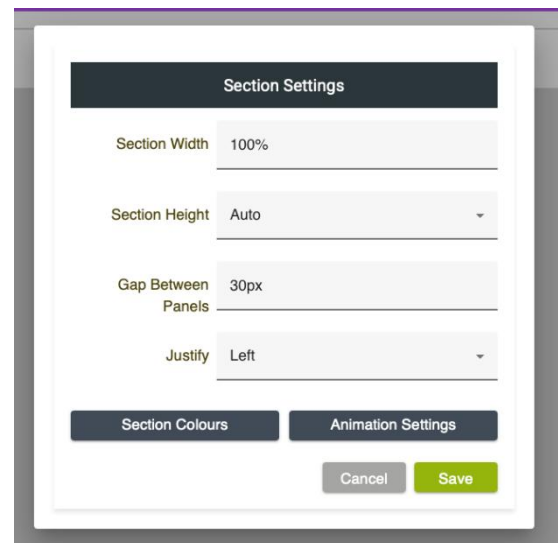 Section Settings
Section Width 100%
Section Height Auto
Gap Between 30px
Panels
Justify Left
Section Colours Animation Settings
Cancel Save